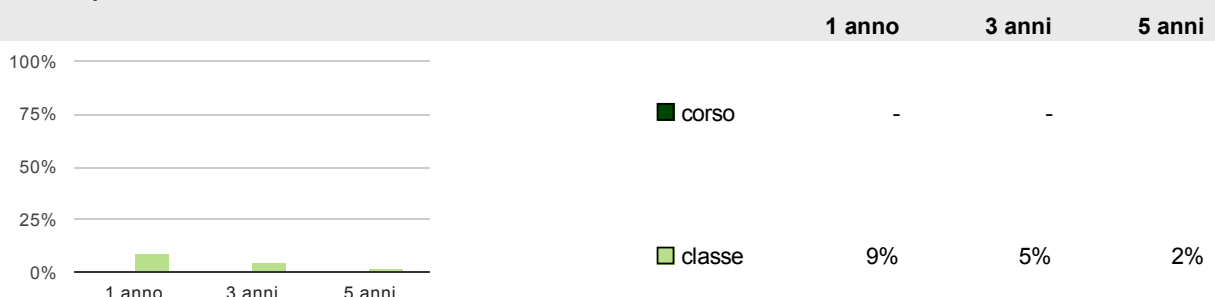 1 anno 3 anni 5 anni
100%
75%
50%
25%
0%
1 anno 3 anni 5 anni
corso - -
classe 9% 5% 2%